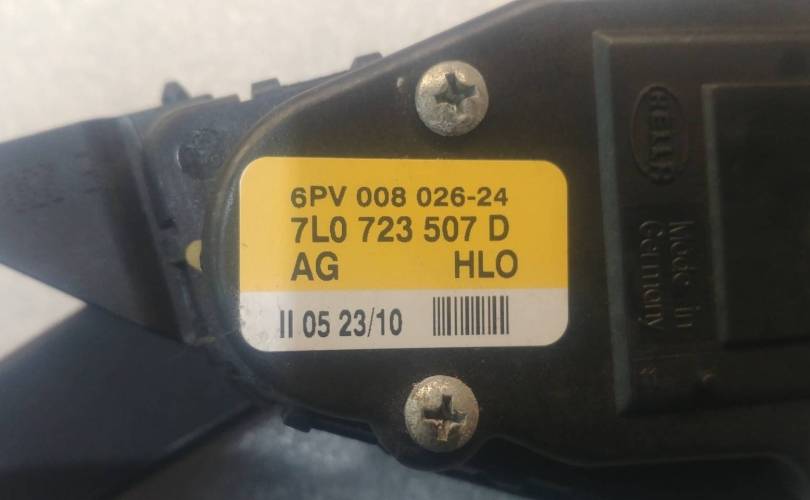 6PV 008 026-24
7L0 723 507 D
AG HLO
II 05 23/10
HELLA
Made in
Germany